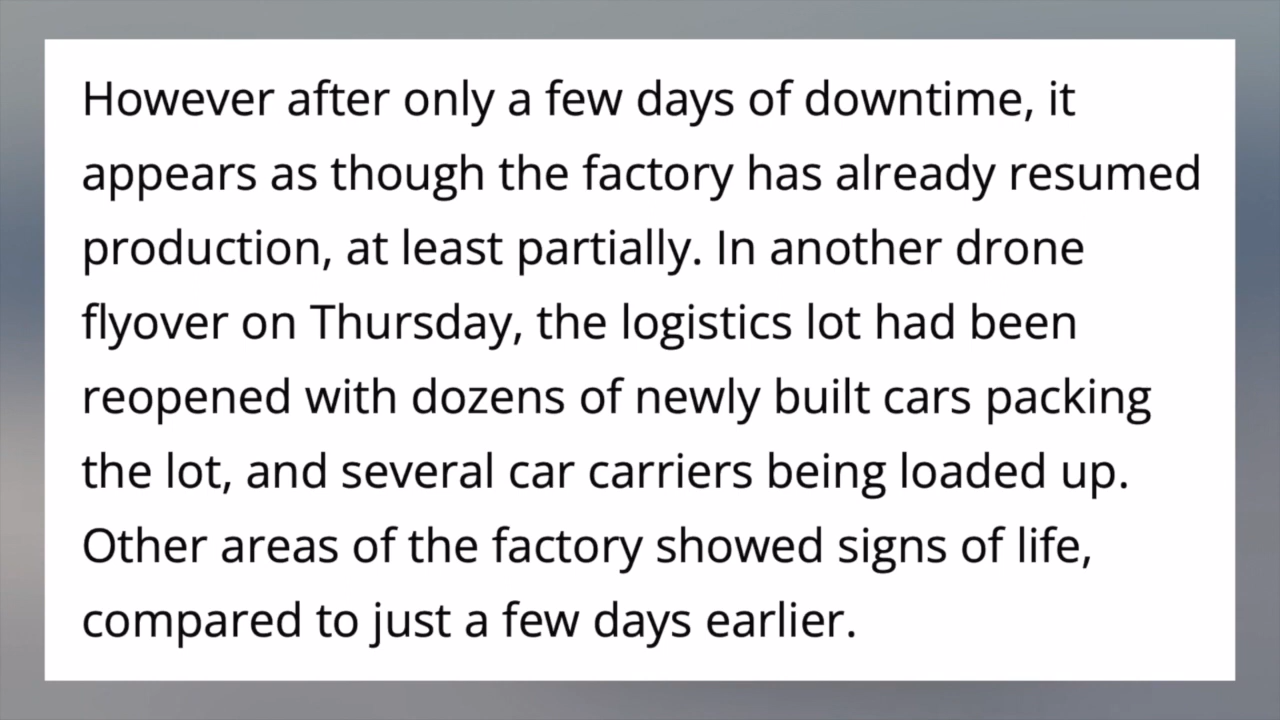 However after only a few days of downtime, it
appears as though the factory has already resumed
production, at least partially. In another drone
flyover on Thursday, the logistics lot had been
reopened with dozens of newly built cars packing
the lot, and several car carriers being loaded up.
Other areas of the factory showed signs of life,
compared to just a few days earlier.